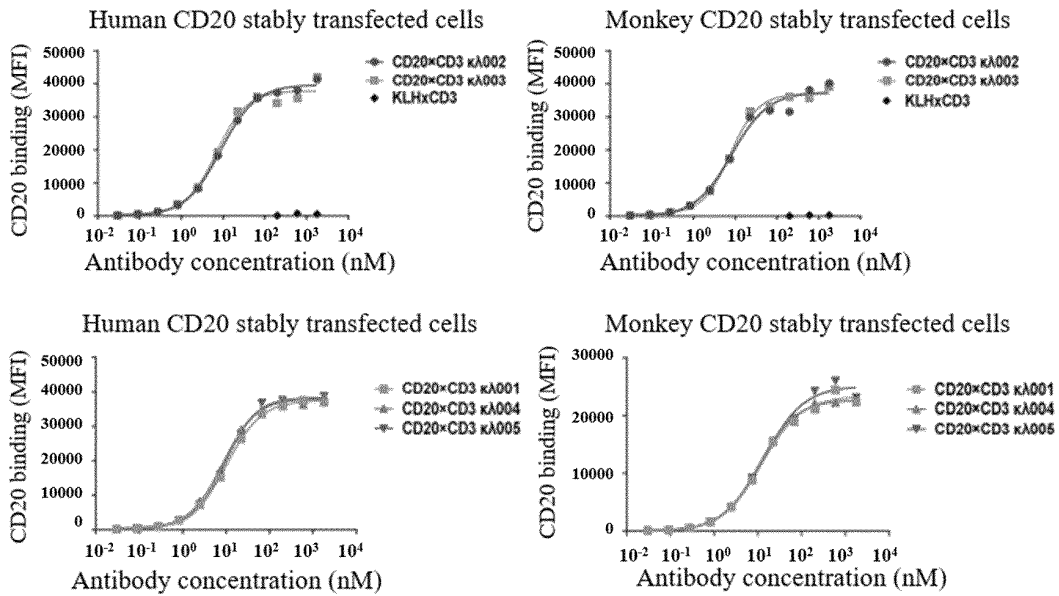 Human CD20 stably transfected cells
CD20 binding (MFI)
50000
40000
30000
20000
10000
0
10-2 10-1 100 101 102 103 104
Antibody concentration (nM)
CD20×CD3 κλ002
CD20×CD3 κλ003
KLHxCD3
Monkey CD20 stably transfected cells
CD20 binding (MFI)
50000
40000
30000
20000
10000
0
10-2 10-1 100 101 102 103 104
Antibody concentration (nM)
CD20×CD3 κλ002
CD20×CD3 κλ003
KLHxCD3
Human CD20 stably transfected cells
CD20 binding (MFI)
50000
40000
30000
20000
10000
0
10-2 10-1 100 101 102 103 104
Antibody concentration (nM)
CD20×CD3 κλ001
CD20×CD3 κλ004
CD20×CD3 κλ005
Monkey CD20 stably transfected cells
CD20 binding (MFI)
30000
20000
10000
0
10-2 10-1 100 101 102 103 104
Antibody concentration (nM)
CD20×CD3 κλ001
CD20×CD3 κλ004
CD20×CD3 κλ005